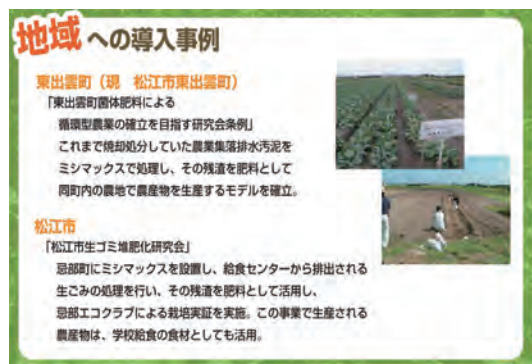 地域 への導入事例
東出雲町（現　松江市東出雲町）
「東出雲町菌体肥料による
循環型農業の確立を目指す研究会条例」
これまで焼却処分していた農業集落排水汚泥を
ミシマックスで処理し、その残渣を肥料として
同町内の農地で農産物を生産するモデルを確立。
松江市
「松江市生ゴミ堆肥化研究会」
忌部町にミシマックスを設置し、給食センターから排出される
生ごみの処理を行い、その残渣を肥料として活用し、
忌部エコクラブによる栽培実証を実施。この事業で生産される
農産物は、学校給食の食材としても活用。